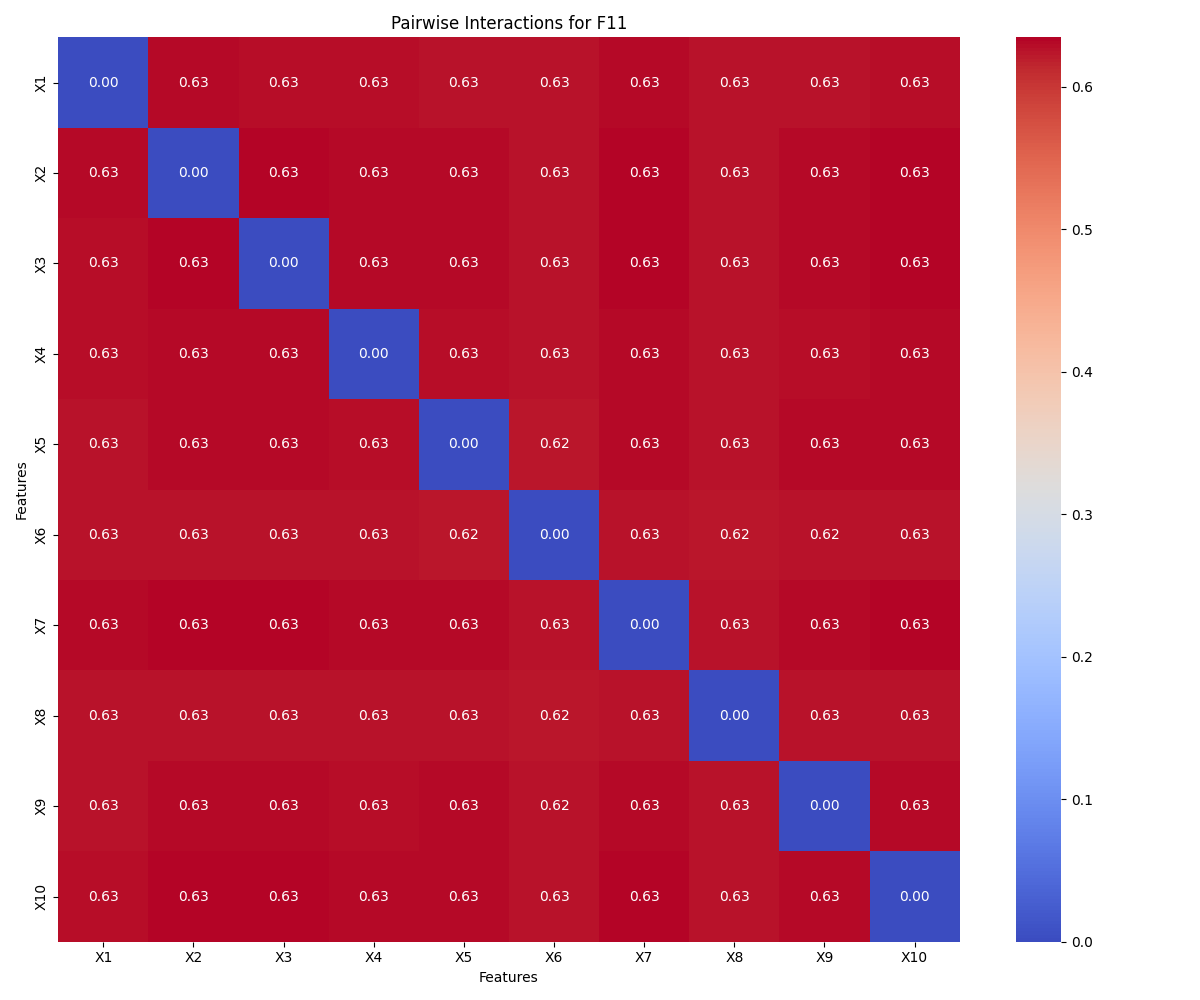 Pairwise Interactions for F11
X1 0.00 0.63 0.63 0.63 0.63 0.63 0.63 0.63 0.63 0.63
X2 0.63 0.00 0.63 0.63 0.63 0.63 0.63 0.63 0.63 0.63
X3 0.63 0.63 0.00 0.63 0.63 0.63 0.63 0.63 0.63 0.63
X4 0.63 0.63 0.63 0.00 0.63 0.63 0.63 0.63 0.63 0.63
X5 0.63 0.63 0.63 0.63 0.00 0.62 0.63 0.63 0.63 0.63
X6 0.63 0.63 0.63 0.63 0.62 0.00 0.63 0.62 0.62 0.63
X7 0.63 0.63 0.63 0.63 0.63 0.63 0.00 0.63 0.63 0.63
X8 0.63 0.63 0.63 0.63 0.63 0.62 0.63 0.00 0.63 0.63
X9 0.63 0.63 0.63 0.63 0.63 0.62 0.63 0.63 0.00 0.63
X10 0.63 0.63 0.63 0.63 0.63 0.63 0.63 0.63 0.63 0.00
X1 X2 X3 X4 X5 X6 X7 X8 X9 X10
Features
Features
0.6
0.5
0.4
0.3
0.2
0.1
0.0